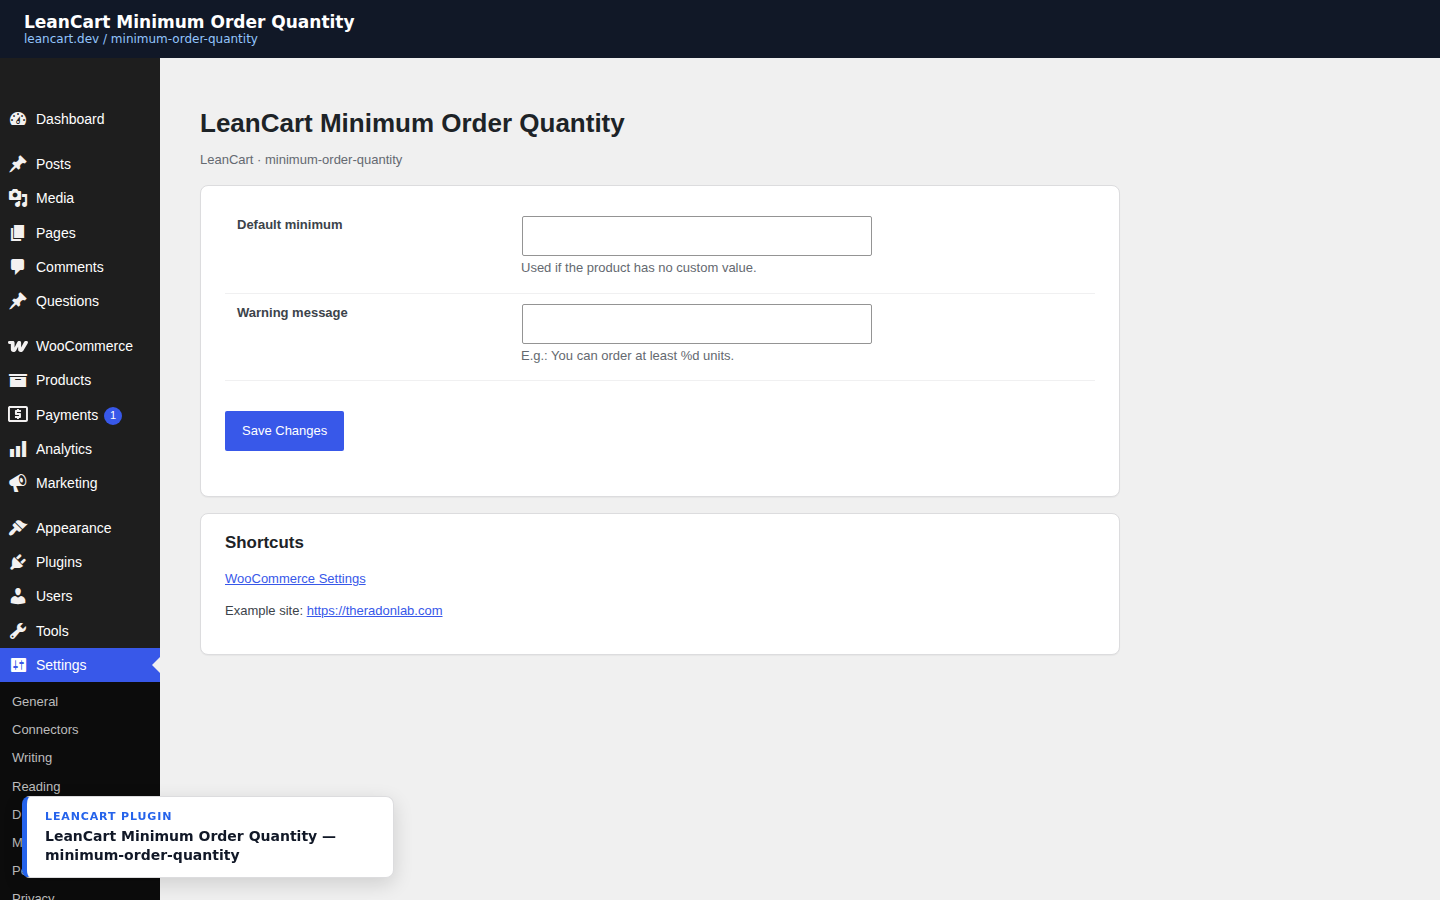 LeanCart Minimum Order Quantity
leancart.dev / minimum-order-quantity
Dashboard
Posts
Media
Pages
Comments
Questions
WooCommerce
Products
Payments 1
Analytics
Marketing
Appearance
Plugins
Users
Tools
Settings
General
Connectors
Writing
Reading
Privacy
LeanCart Minimum Order Quantity
LeanCart · minimum-order-quantity
Default minimum
Used if the product has no custom value.
Warning message
E.g.: You can order at least %d units.
Save Changes
Shortcuts
WooCommerce Settings
Example site: https://theradonlab.com
LEANCART PLUGIN
LeanCart Minimum Order Quantity —
minimum-order-quantity